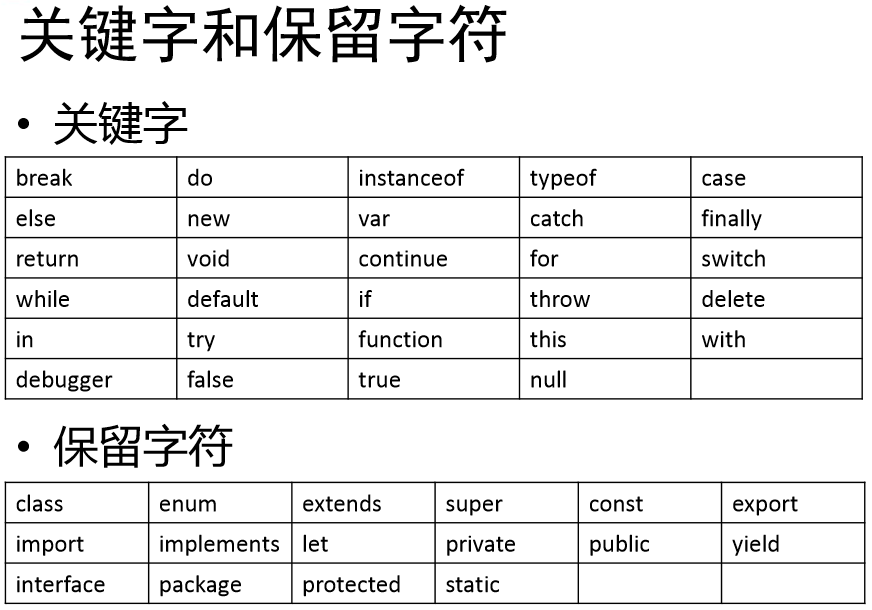 关键字和保留字符
• 关键字
break do instanceof typeof case
else new var catch finally
return void continue for switch
while default if throw delete
in try function this with
debugger false true null
• 保留字符
class enum extends super const export
import implements let private public yield
interface package protected static